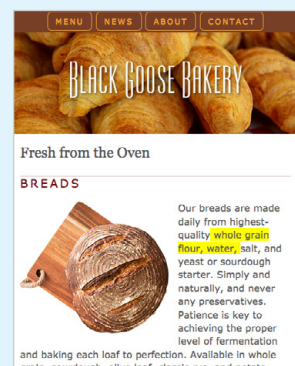 MENU NEWS ABOUT CONTACT
BLACK GOOSE BAKERY
Fresh from the Oven
BREADS
Our breads are made
daily from highest-
quality whole grain
flour, water, salt, and
yeast or sourdough
starter. Simply and
naturally, and never
any preservatives.
Patience is key to
achieving the proper
level of fermentation
and baking each loaf to perfection. Available in whole